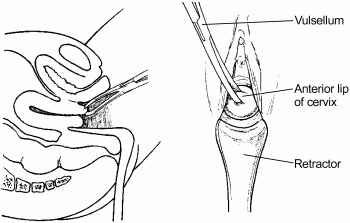 Vulsellum
Anterior lip
of cervix
Retractor